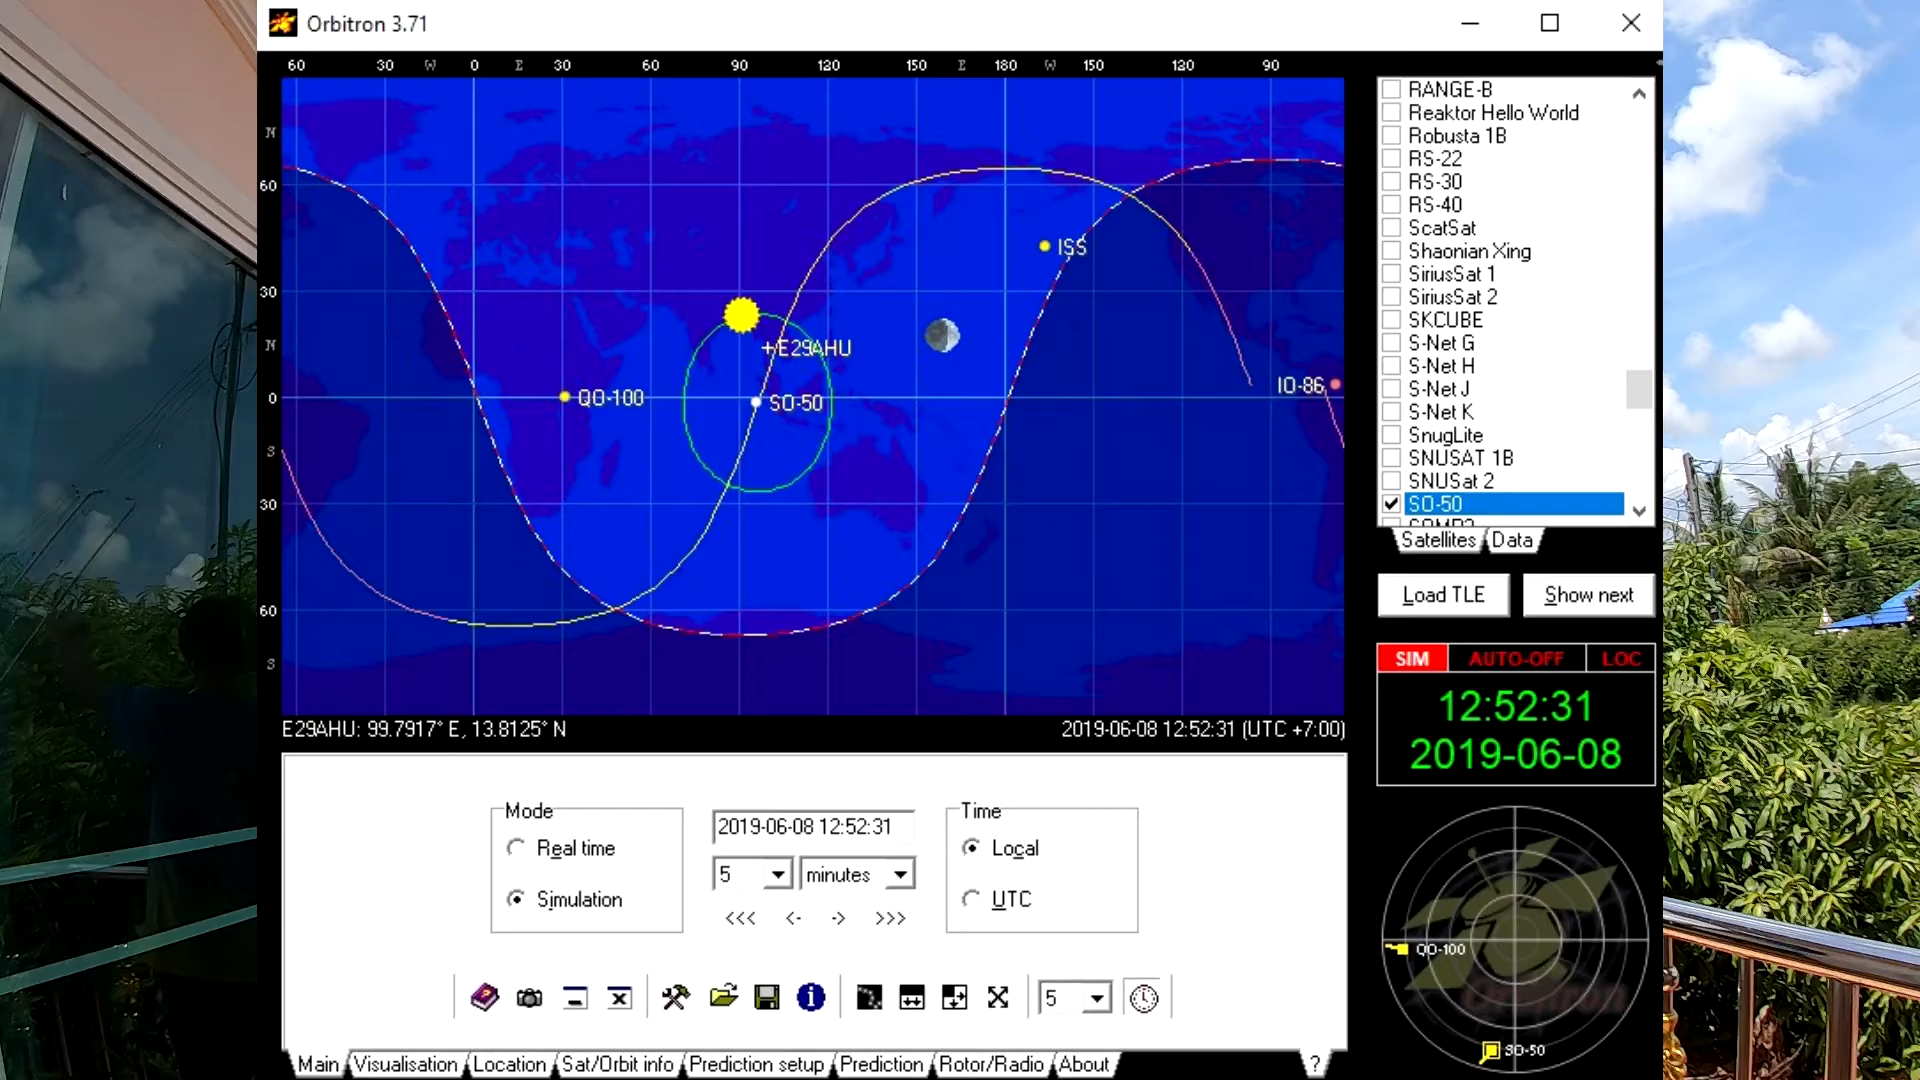 Orbitron 3.71
60 30 W 0 E 30 60 90 120 150 E 180 W 150 120 90
N
60
30
N
0
S
30
60
S
ISS
+E29AHU
QO-100
SO-50
IO-86
E29AHU: 99.7917° E, 13.8125° N
2019-06-08 12:52:31 (UTC +7:00)
RANGE-B
Reaktor Hello World
Robusta 1B
RS-22
RS-30
RS-40
ScatSat
Shaonian Xing
SiriusSat 1
SiriusSat 2
SKCUBE
S-Net G
S-Net H
S-Net J
S-Net K
SnugLite
SNUSAT 1B
SNUSat 2
SO-50
Satellites Data
Load TLE Show next
SIM AUTO-OFF LOC
12:52:31
2019-06-08
Mode
Real time
Simulation
2019-06-08 12:52:31
5 minutes
<<< <- -> >>>
Time
Local
UTC
5
QO-100
SO-50
Main Visualisation Location Sat/Orbit info Prediction setup Prediction Rotor/Radio About ?